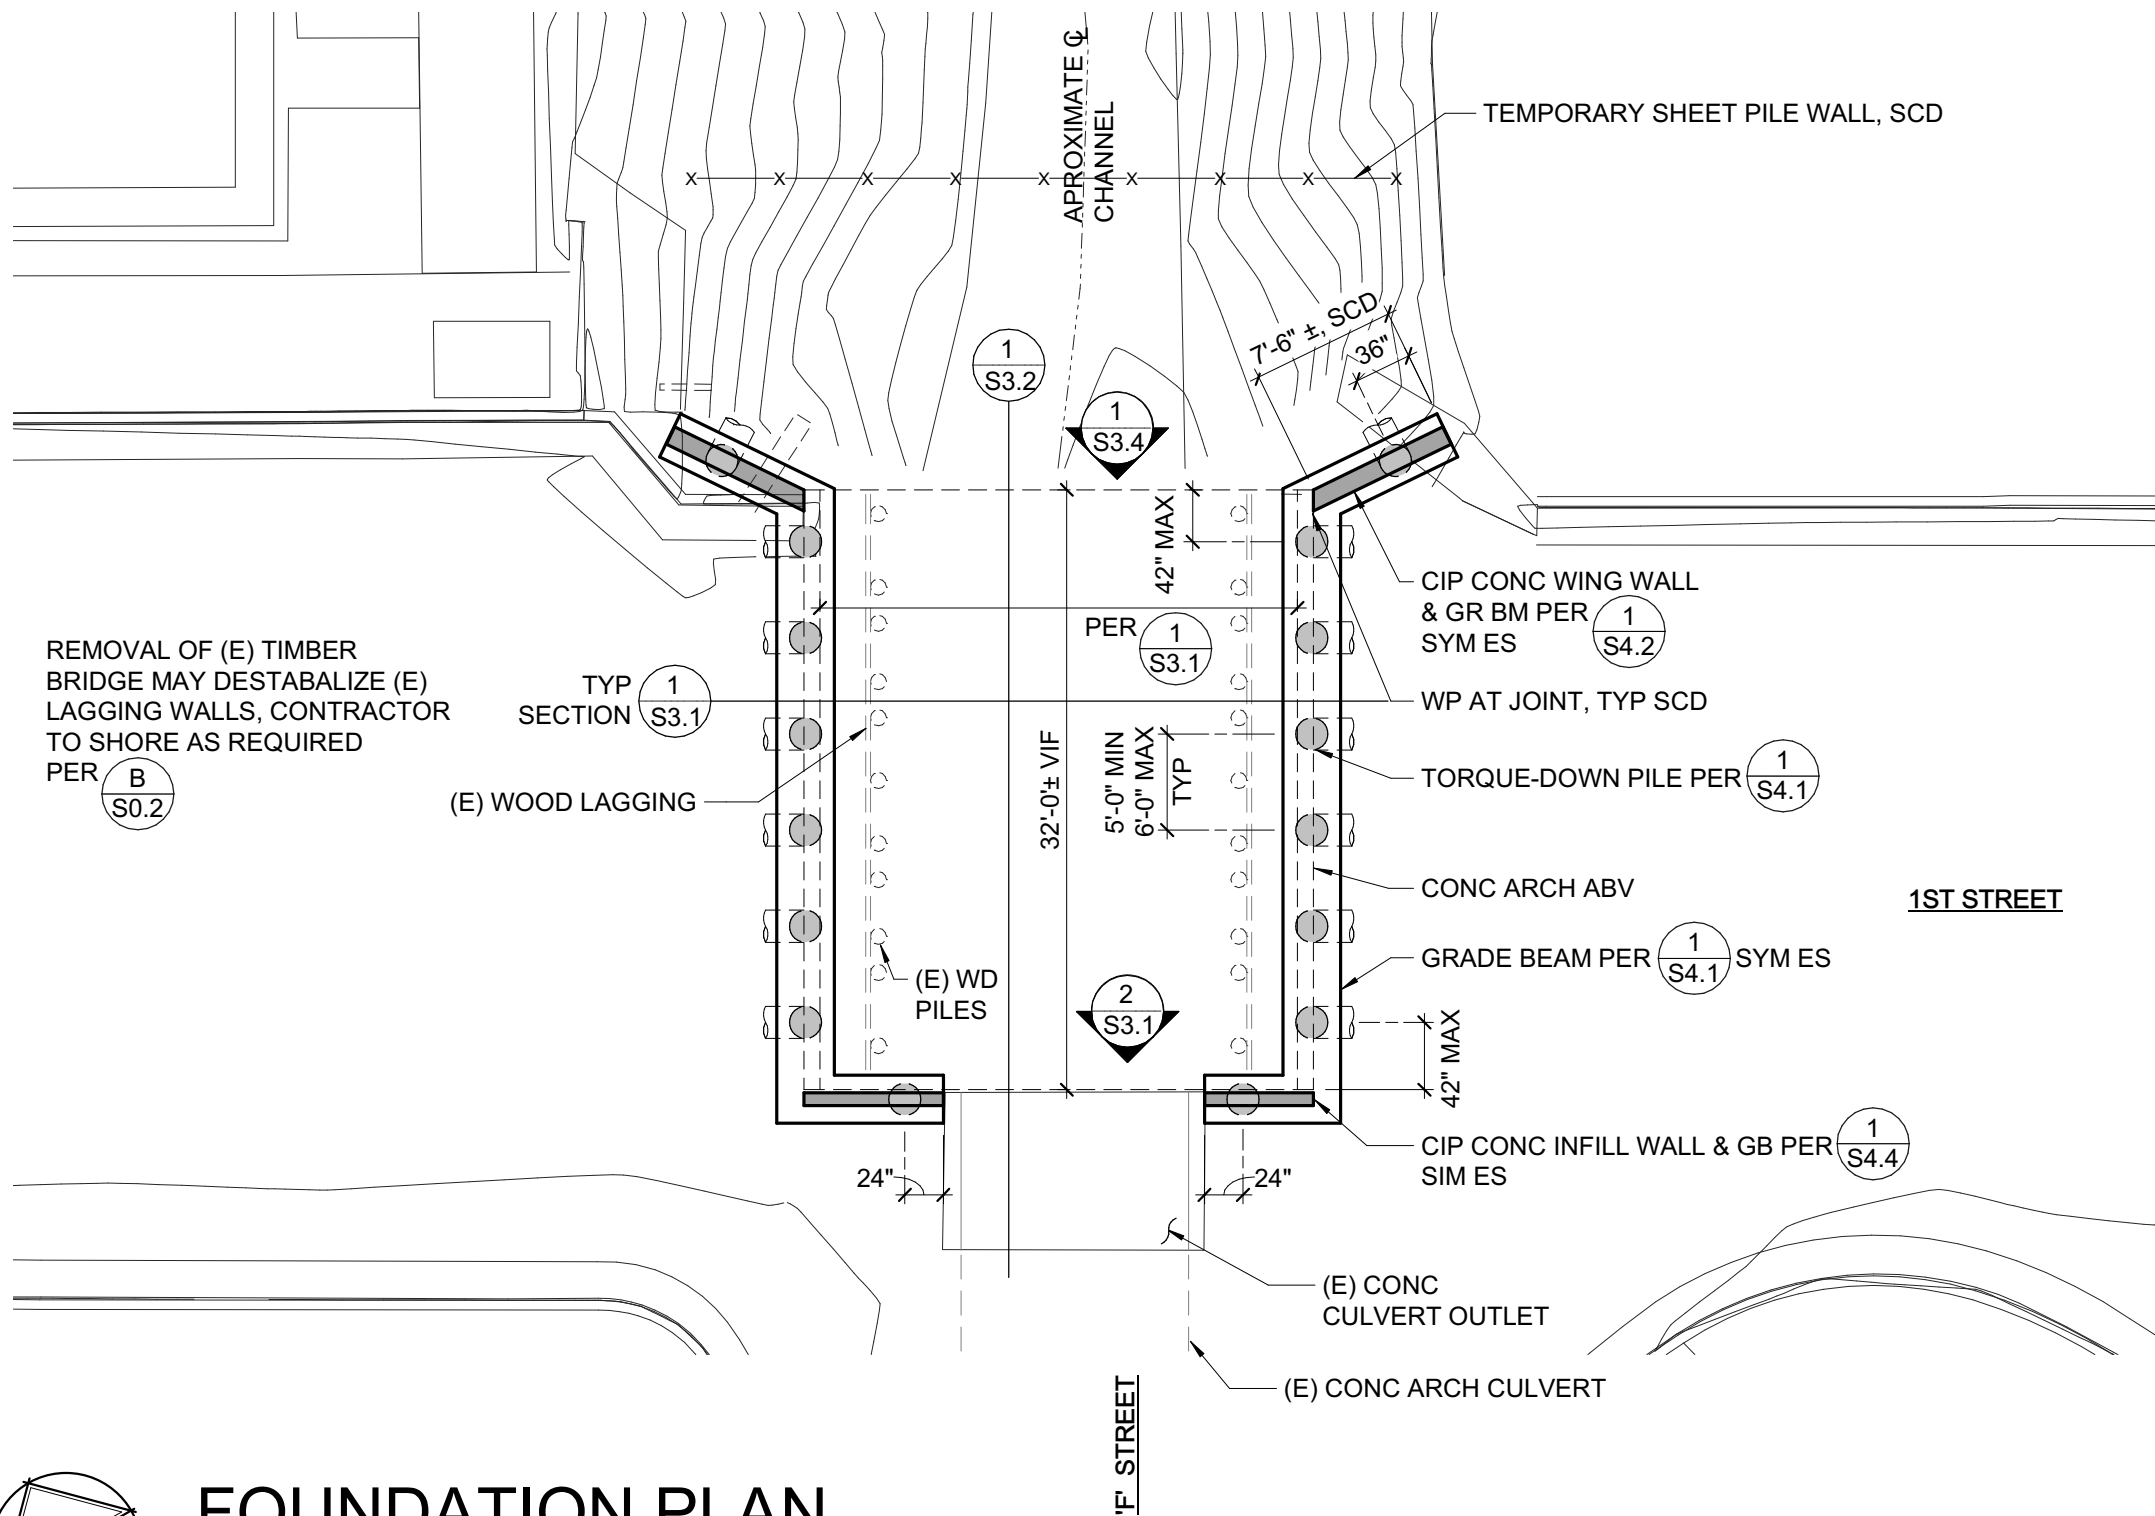 APROXIMATE ℄
CHANNEL
TEMPORARY SHEET PILE WALL, SCD
X X X X X X X X X
7'-6" ±, SCD
36"
1
S3.2
1
S3.4
42" MAX
CIP CONC WING WALL
& GR BM PER
SYM ES
1
S4.2
PER
1
S3.1
REMOVAL OF (E) TIMBER
BRIDGE MAY DESTABALIZE (E)
LAGGING WALLS, CONTRACTOR
TO SHORE AS REQUIRED
PER
B
S0.2
TYP
SECTION
1
S3.1
WP AT JOINT, TYP SCD
32'-0"± VIF
5'-0" MIN
6'-0" MAX
TYP
TORQUE-DOWN PILE PER
1
S4.1
(E) WOOD LAGGING
CONC ARCH ABV
1ST STREET
GRADE BEAM PER
1
S4.1
SYM ES
(E) WD
PILES
2
S3.1
42" MAX
CIP CONC INFILL WALL & GB PER
SIM ES
1
S4.4
24"
24"
(E) CONC
CULVERT OUTLET
(E) CONC ARCH CULVERT
'F' STREET
FOUNDATION PLAN